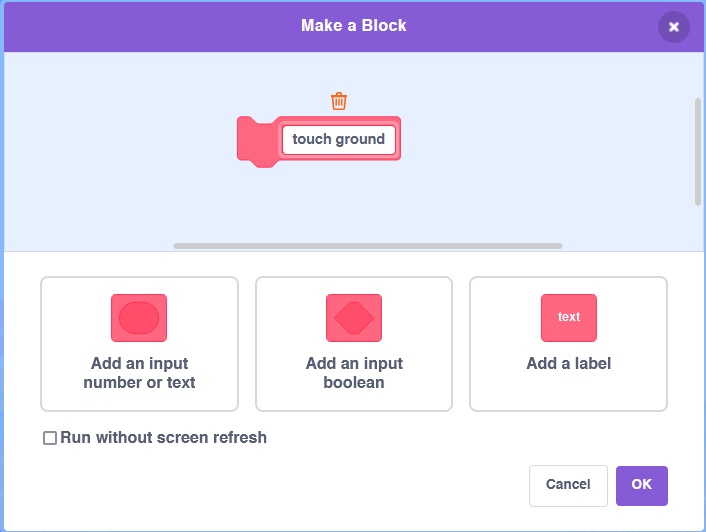 Make a Block
touch ground
text
Add an input
number or text
Add an input
boolean
Add a label
Run without screen refresh
Cancel
OK